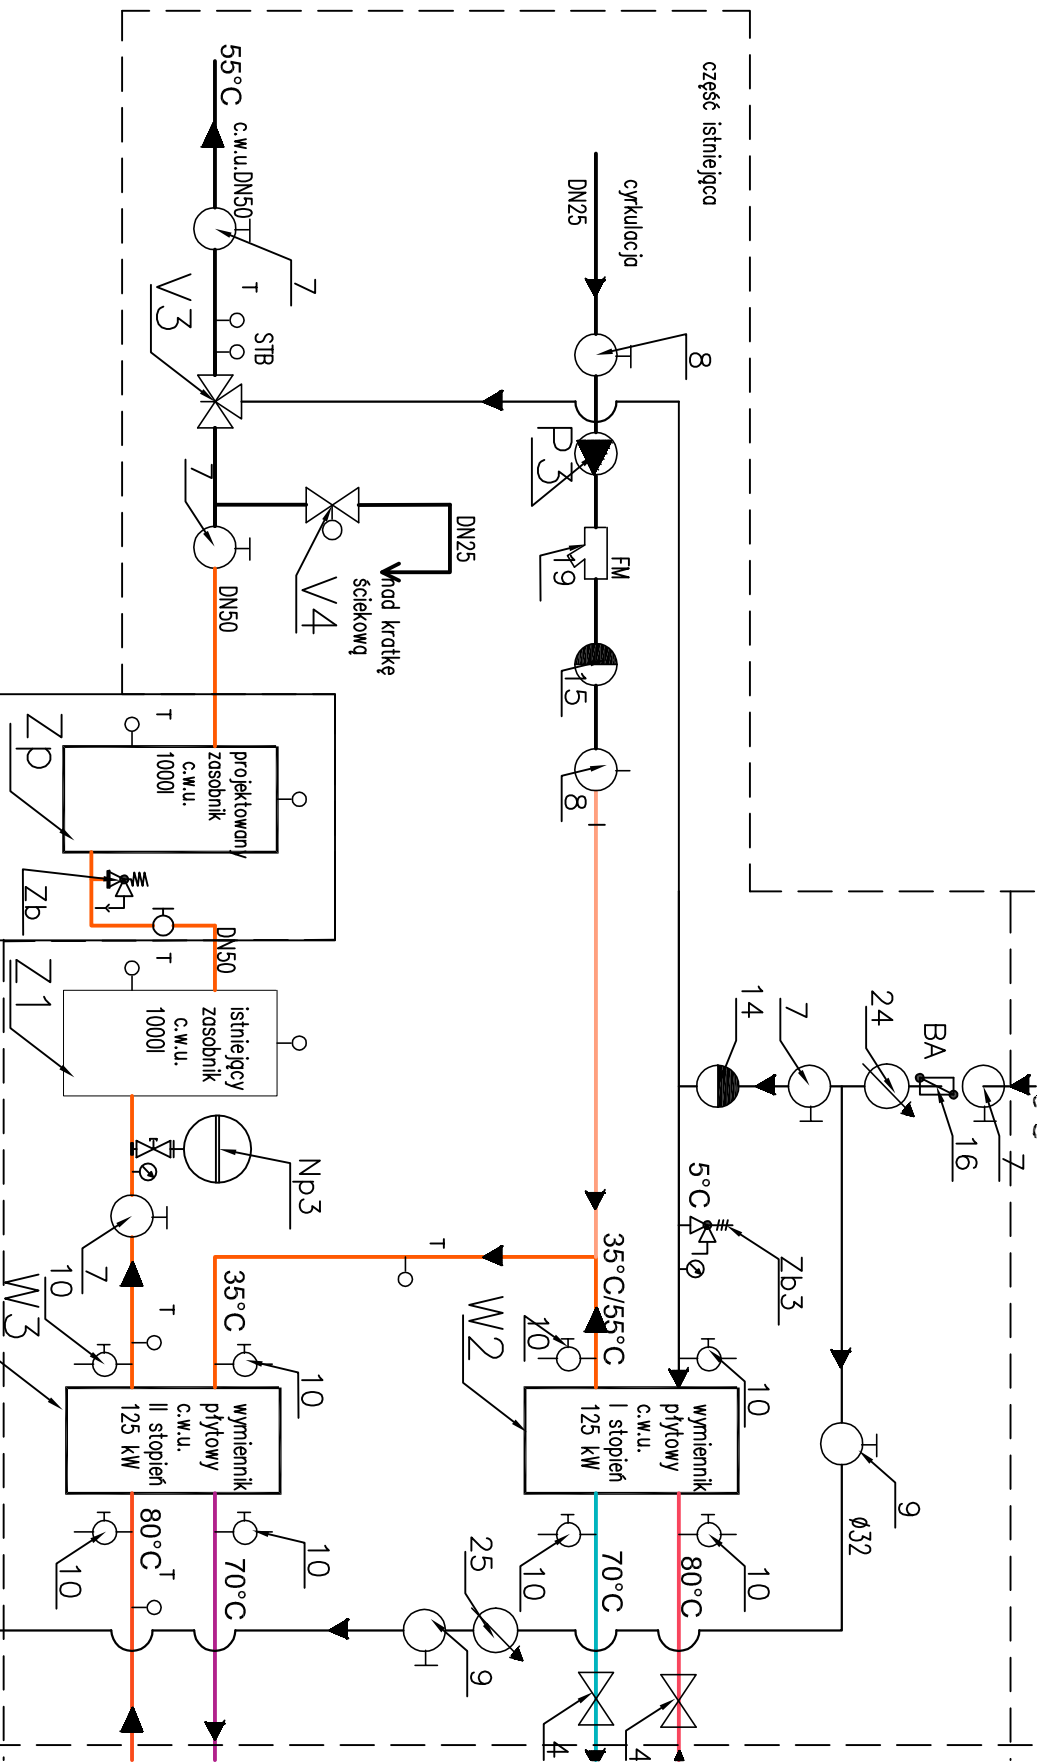 część istniejąca
cyrkulacja
DN25
8
P3
FM
19
15
8
55°C
c.w.u.DN50
7
T
STB
V3
7
DN25
V4
nad kratkę
ściekową
DN50
Zp
T
projektowany
zasobnik
c.w.u.
1000l
Zb
DN50
Z1
T
istniejący
zasobnik
c.w.u.
1000l
Np3
7
10
T
W3
35°C
10
T
wymiennik
płytowy
c.w.u.
II stopień
125 kW
80°C
T
10
70°C
10
7
16
BA
24
7
14
5°C
Zb3
35°C/55°C
W2
10
10
wymiennik
płytowy
c.w.u.
I stopień
125 kW
70°C
10
80°C
10
9
Ø32
25
9
4
4